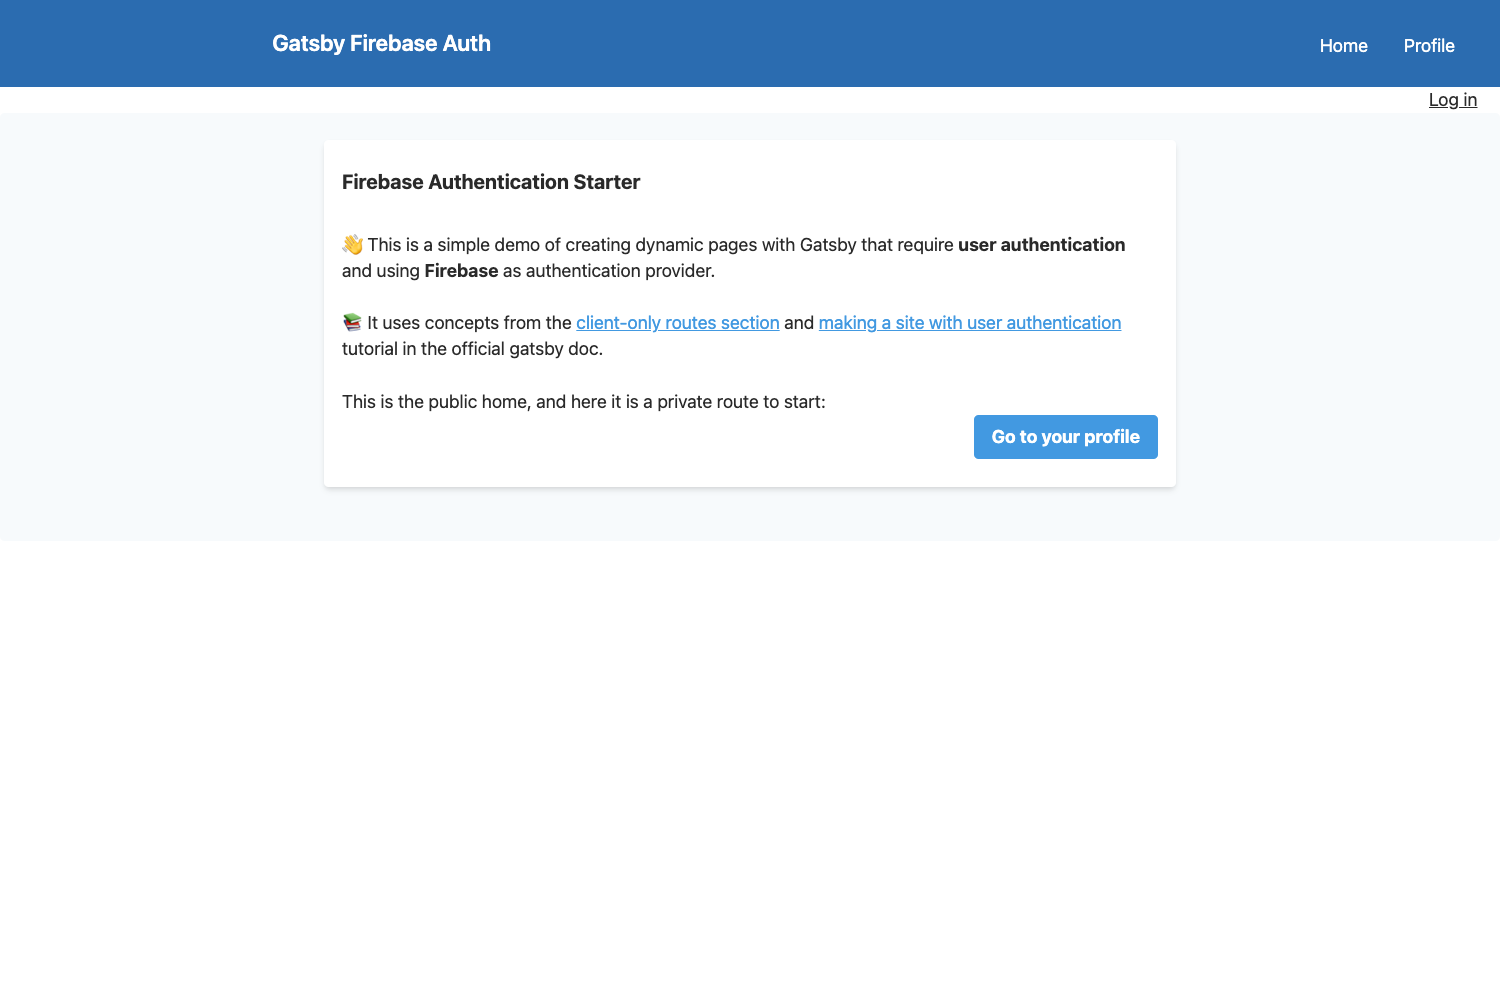 Gatsby Firebase Auth
Home
Profile
Log in
Firebase Authentication Starter
👋 This is a simple demo of creating dynamic pages with Gatsby that require user authentication
and using Firebase as authentication provider.
📚 It uses concepts from the client-only routes section and making a site with user authentication
tutorial in the official gatsby doc.
This is the public home, and here it is a private route to start:
Go to your profile